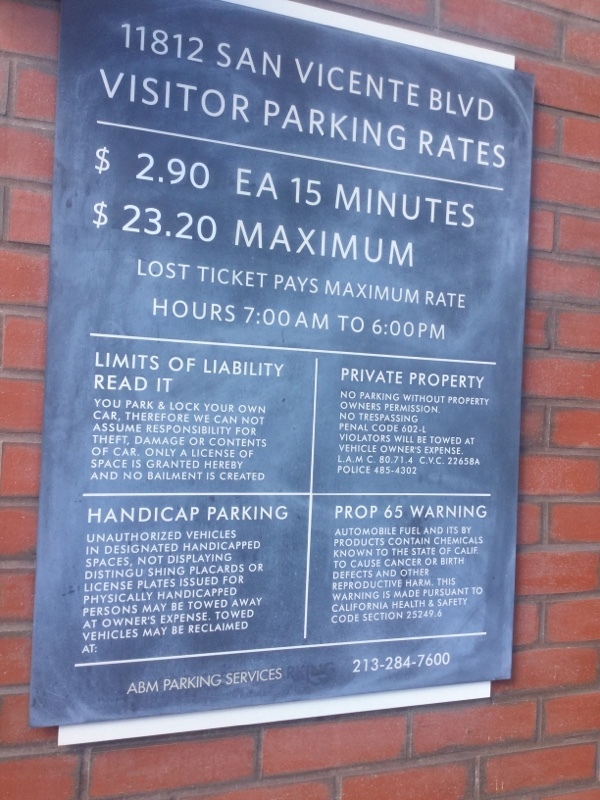 11812 SAN VICENTE BLVD
VISITOR PARKING RATES
$ 2.90 EA 15 MINUTES
$ 23.20 MAXIMUM
LOST TICKET PAYS MAXIMUM RATE
HOURS 7:00AM TO 6:00PM
LIMITS OF LIABILITY
READ IT
YOU PARK & LOCK YOUR OWN
CAR, THEREFORE WE CAN NOT
ASSUME RESPONSIBILITY FOR
THEFT, DAMAGE OR CONTENTS
OF CAR. ONLY A LICENSE OF
SPACE IS GRANTED HEREBY
AND NO BAILMENT IS CREATED
PRIVATE PROPERTY
NO PARKING WITHOUT PROPERTY
OWNERS PERMISSION.
NO TRESPASSING
PENAL CODE 602-L
VIOLATORS WILL BE TOWED AT
VEHICLE OWNER'S EXPENSE.
L.A.M C. 80.71.4 C.V.C. 22658A
POLICE 485-4302
HANDICAP PARKING
UNAUTHORIZED VEHICLES
IN DESIGNATED HANDICAPPED
SPACES, NOT DISPLAYING
DISTINGU SHING PLACARDS OR
LICENSE PLATES ISSUED FOR
PHYSICALLY HANDICAPPED
PERSONS MAY BE TOWED AWAY
AT OWNER'S EXPENSE. TOWED
VEHICLES MAY BE RECLAIMED
AT:
PROP 65 WARNING
AUTOMOBILE FUEL AND ITS BY
PRODUCTS CONTAIN CHEMICALS
KNOWN TO THE STATE OF CALIF.
TO CAUSE CANCER OR BIRTH
DEFECTS AND OTHER
REPRODUCTIVE HARM. THIS
WARNING IS MADE PURSUANT TO
CALIFORNIA HEALTH & SAFETY
CODE SECTION 25249.6
ABM PARKING SERVICES 213-284-7600